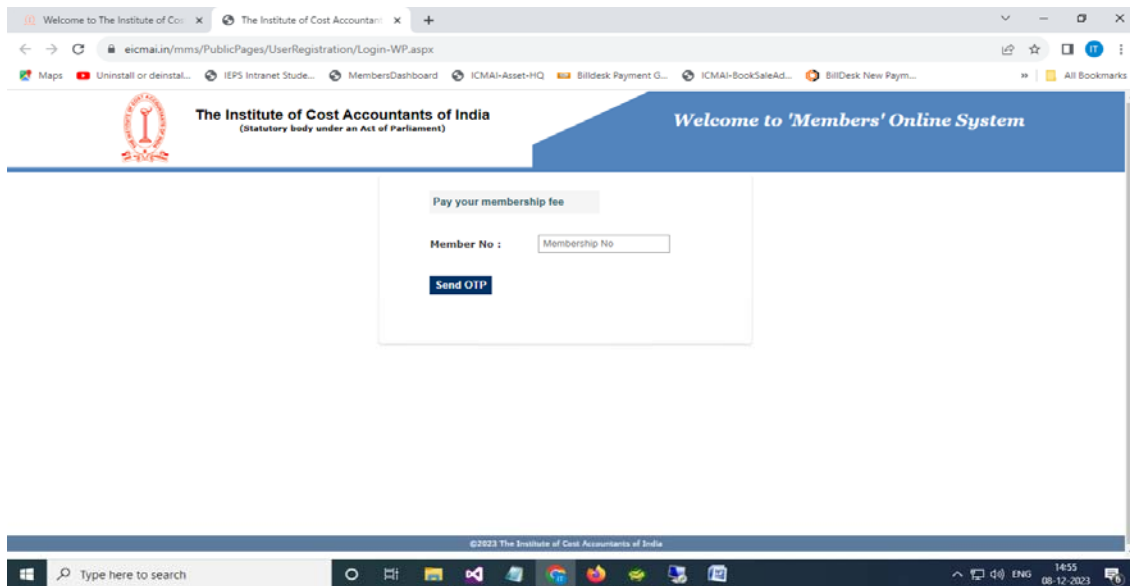 Welcome to The Institute of Cos
The Institute of Cost Accountant
eicmai.in/mms/PublicPages/UserRegistration/Login-WP.aspx
IT
Maps
Uninstall or deinstal...
IEPS Intranet Stude...
MembersDashboard
ICMAI-Asset-HQ
Billdesk Payment G...
ICMAI-BookSaleAd...
BillDesk New Paym...
»
All Bookmarks
The Institute of Cost Accountants of India
(Statutory body under an Act of Parliament)
Welcome to 'Members' Online System
Pay your membership fee
Member No :
Membership No
Send OTP
©2023 The Institute of Cost Accountants of India
Type here to search
ENG
14:55
08-12-2023